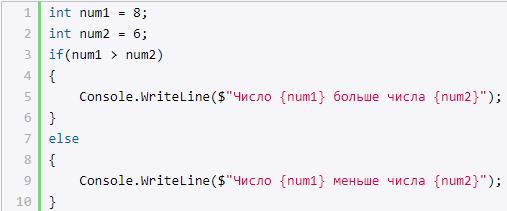 1 int num1 = 8;
2 int num2 = 6;
3 if(num1 > num2)
4 {
5     Console.WriteLine($"Число {num1} больше числа {num2}");
6 }
7 else
8 {
9     Console.WriteLine($"Число {num1} меньше числа {num2}");
10 }